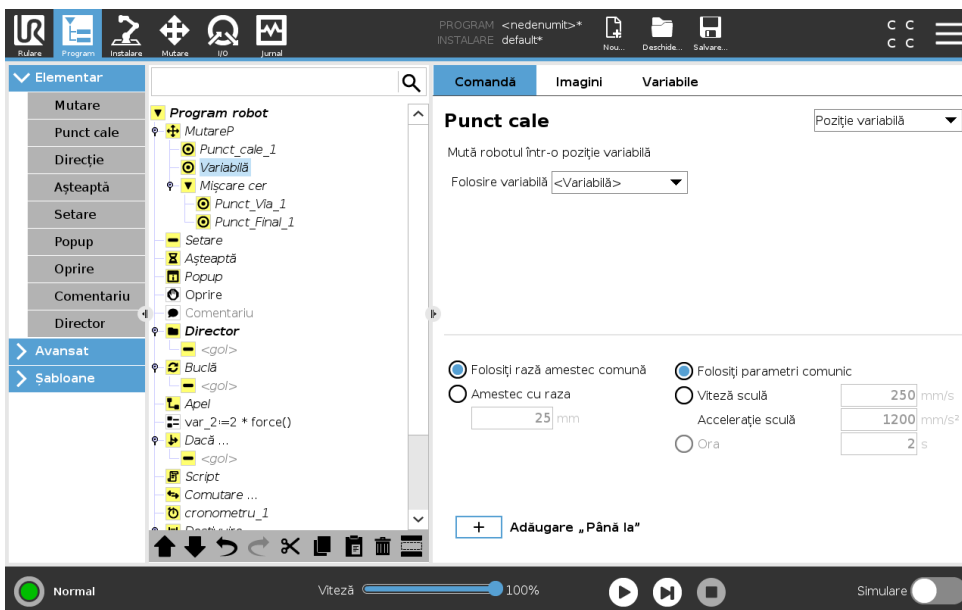 PROGRAM <nedenumit>*
INSTALARE default*
Rulare
Program
Instalare
Mutare
I/O
Jurnal
Nou...
Deschide...
Salvare...
C C
C C
Elementar
Mutare
Punct cale
Direcție
Așteaptă
Setare
Popup
Oprire
Comentariu
Director
Avansat
Șabloane
Program robot
MutareP
Punct_cale_1
Variabilă
Mișcare cer
Punct_Via_1
Punct_Final_1
Setare
Așteaptă
Popup
Oprire
Comentariu
Director
<gol>
Buclă
<gol>
Apel
var_2:=2 * force()
Dacă ...
<gol>
Script
Comutare ...
cronometru_1
Comandă Imagini Variabile
Punct cale
Poziție variabilă
Mută robotul într-o poziție variabilă
Folosire variabilă <Variabilă>
Folosiți rază amestec comună
Amestec cu raza
25 mm
Folosiți parametri comunic
Viteză sculă 250 mm/s
Accelerație sculă 1200 mm/s²
Ora 2 s
+ Adăugare „Până la”
Normal
Viteză 100%
Simulare